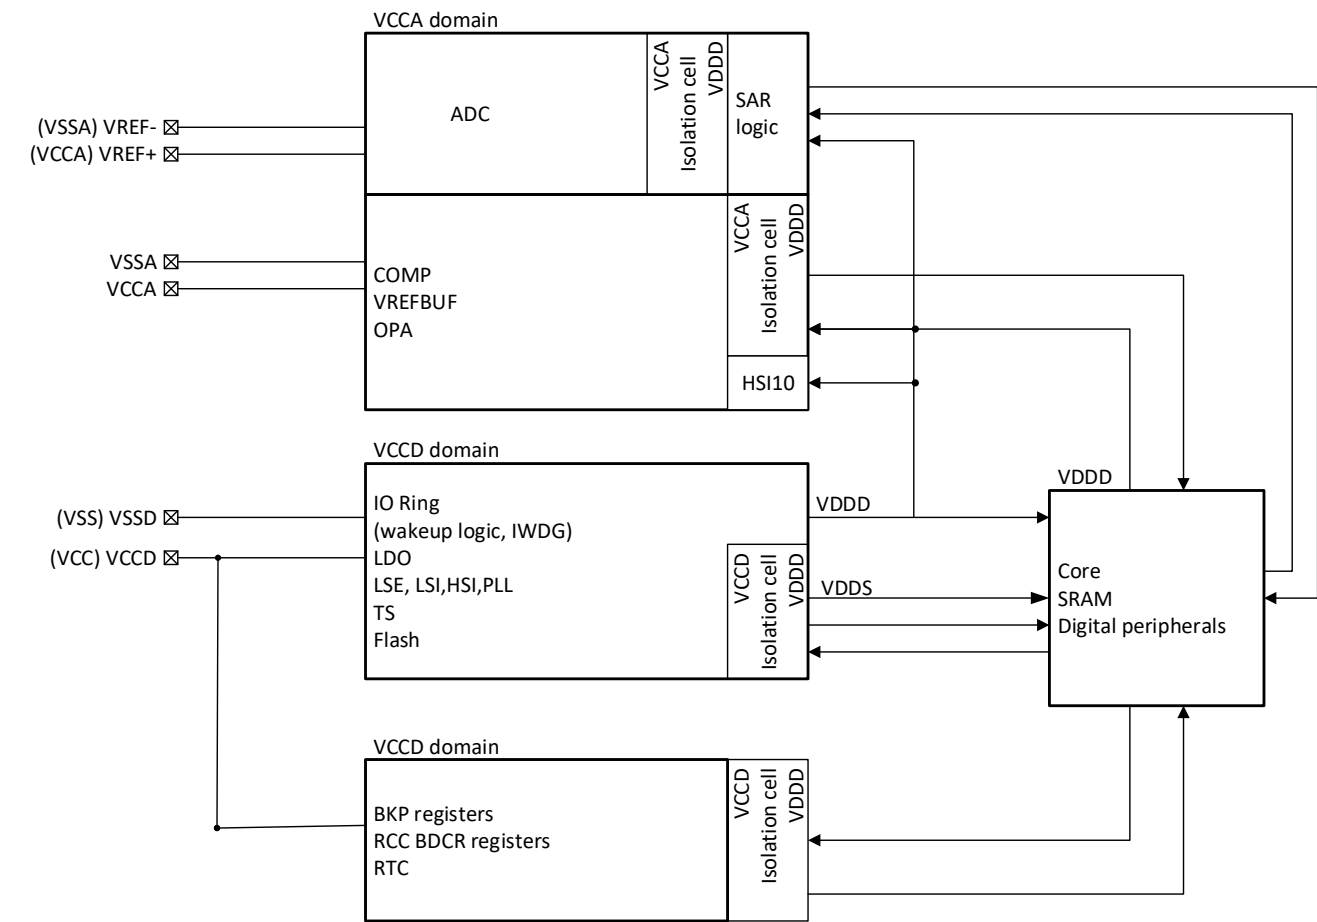 VCCA domain
ADC
VCCA
Isolation cell
VDDD
SAR
logic
(VSSA) VREF-
(VCCA) VREF+
VSSA
VCCA
COMP
VREFBUF
OPA
VCCA
Isolation cell
VDDD
HSI10
VCCD domain
(VSS) VSSD
(VCC) VCCD
IO Ring
(wakeup logic, IWDG)
LDO
LSE, LSI,HSI,PLL
TS
Flash
VCCD
Isolation cell
VDDD
VDDD
VDDS
VDDD
Core
SRAM
Digital peripherals
VCCD domain
BKP registers
RCC BDCR registers
RTC
VCCD
Isolation cell
VDDD